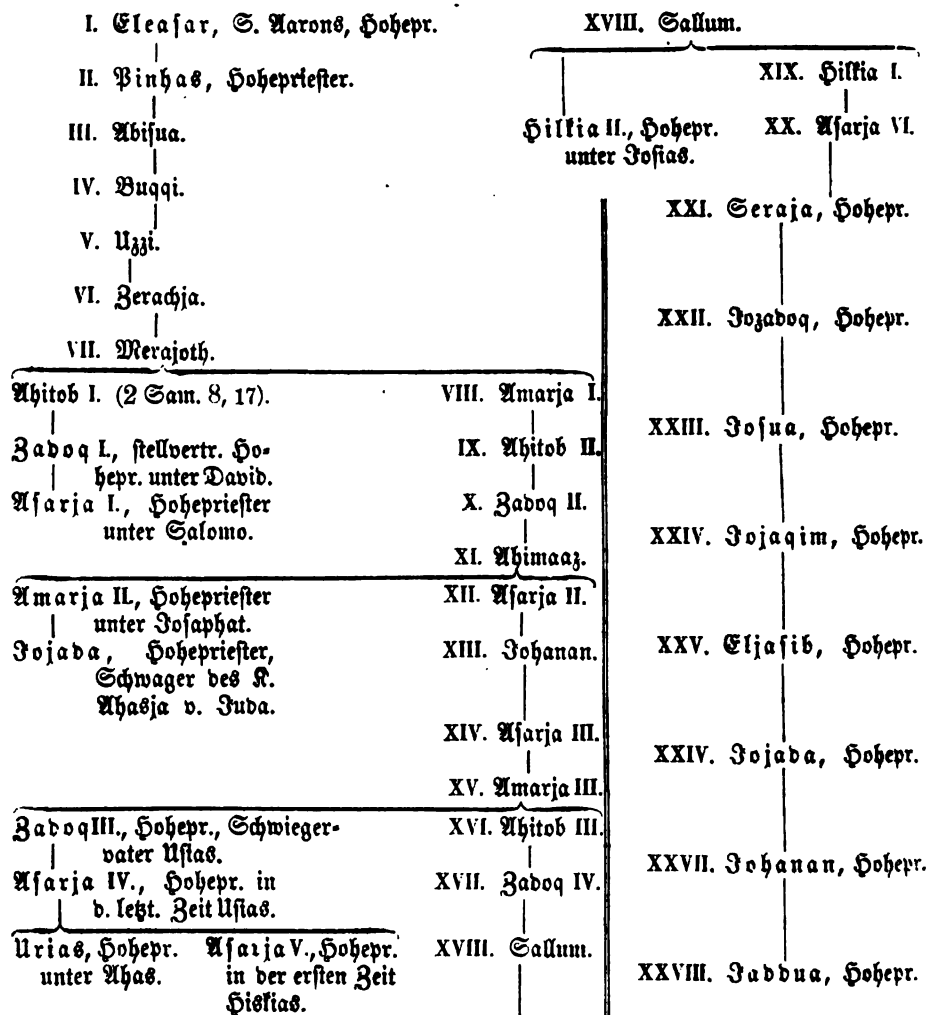 I. Eleasar, S. Aarons, Hohepr.
II. Pinhas, Hohepriester.
III. Abisua.
IV. Buqqi.
V. Uzzi.
VI. Zerachja.
VII. Merajoth.
Ahitob I. (2 Sam. 8, 17).
VIII. Amarja I.
Zadoq I., stellvertr. Ho-
hepr. unter David.
IX. Ahitob II.
Asarja I., Hohepriester
unter Salomo.
X. Zadoq II.
XI. Ahimaaz.
Amarja II., Hohepriester
unter Josaphat.
XII. Asarja II.
Jojada, Hohepriester,
Schwager des K.
Ahasja v. Juda.
XIII. Johanan.
XIV. Asarja III.
XV. Amarja III.
Zadoq III., Hohepr., Schwieger-
vater Usias.
XVI. Ahitob III.
Asarja IV., Hohepr. in
d. letzt. Zeit Usias.
XVII. Zadoq IV.
Urias, Hohepr.
unter Ahas.
Asarja V., Hohepr.
in der ersten Zeit
Hiskias.
XVIII. Sallum.
XVIII. Sallum.
Hilkia II., Hohepr.
unter Josias.
XIX. Hilkia I.
XX. Asarja VI.
XXI. Seraja, Hohepr.
XXII. Jozadoq, Hohepr.
XXIII. Josua, Hohepr.
XXIV. Jojaqim, Hohepr.
XXV. Eljasib, Hohepr.
XXIV. Jojada, Hohepr.
XXVII. Johanan, Hohepr.
XXVIII. Jaddua, Hohepr.